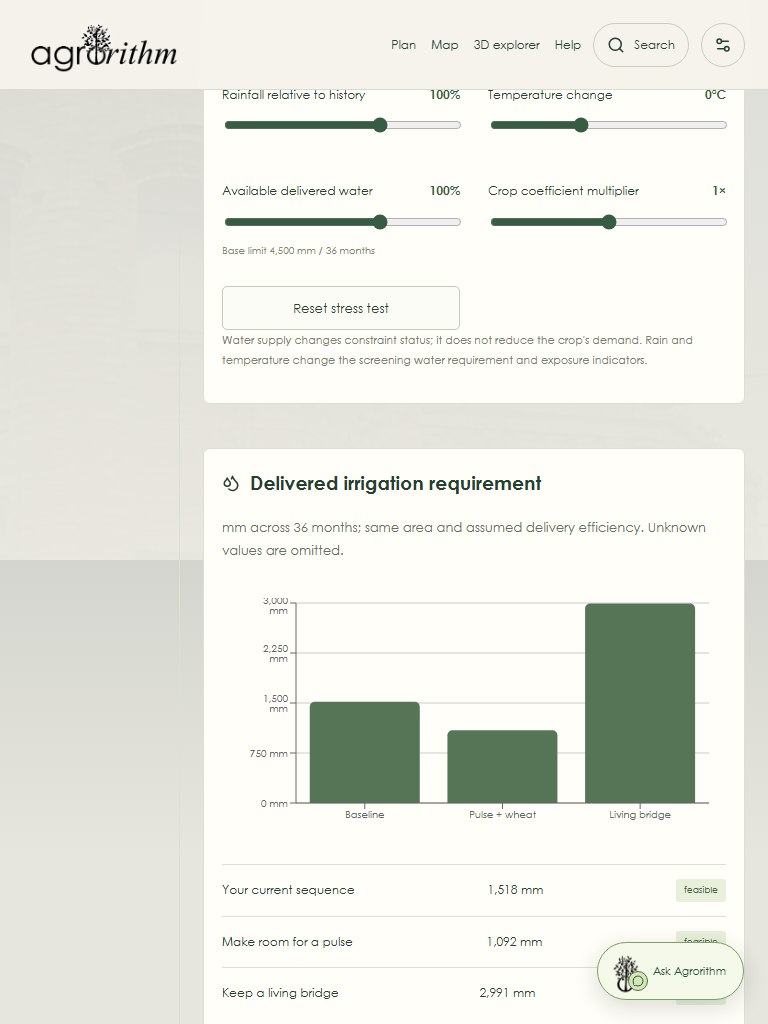 agrorithm
Plan
Map
3D explorer
Help
Search
Rainfall relative to history
100%
Temperature change
0°C
Available delivered water
100%
Crop coefficient multiplier
1×
Base limit 4,500 mm / 36 months
Reset stress test
Water supply changes constraint status; it does not reduce the crop's demand. Rain and
temperature change the screening water requirement and exposure indicators.
Delivered irrigation requirement
mm across 36 months; same area and assumed delivery efficiency. Unknown
values are omitted.
3,000
mm
2,250
mm
1,500
mm
750 mm
0 mm
Baseline
Pulse + wheat
Living bridge
Your current sequence
1,518 mm
feasible
Make room for a pulse
1,092 mm
feasible
Keep a living bridge
2,991 mm
Ask Agrorithm